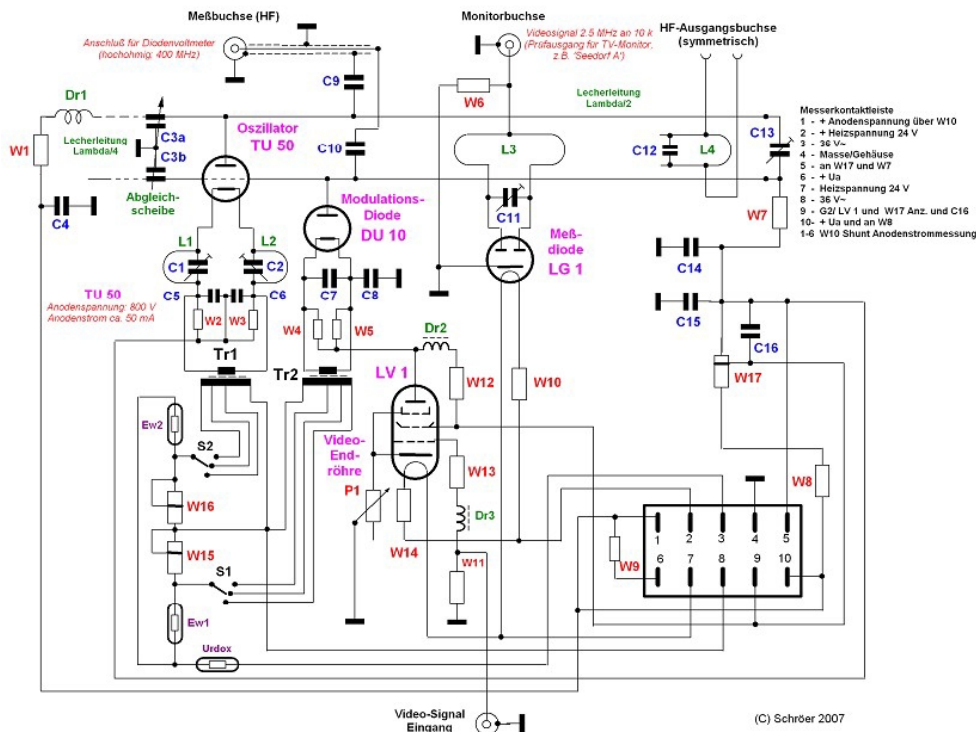 Meßbuchse (HF)
Monitorbuchse
HF-Ausgangsbuchse
(symmetrisch)
Anschluß für Diodenvoltmeter
(hochohmig; 400 MHz)
Videosignal 2.5 MHz an 10 k
(Prüfausgang für TV-Monitor,
z.B. 'Seedorf A')
Dr1
C9
W6
Lecherleitung
Lambda/2
Lecherleitung
Lambda/4
C3a
C3b
Oszillator
TU 50
C10
L3
C12
L4
C13
W1
Messerkontaktleiste
1 - + Anodenspannung über W10
2 - + Heizspannung 24 V
3 - 36 V~
4 - Masse/Gehäuse
5 - an W17 und W7
6 - + Ua
7 - Heizspannung 24 V
8 - 36 V~
9 - G2/ LV 1 und W17 Anz. und C16
10- + Ua und an W8
1-6 W10 Shunt Anodenstrommessung
Abgleich-
scheibe
Modulations-
Diode
DU 10
C11
W7
C4
L1
L2
C1
C2
Meß-
diode
LG 1
C14
TU 50
Anodenspannung: 800 V
Anodenstrom ca. 50 mA
C5
C6
C7
C8
C15
C16
W2
W3
W4
W5
Dr2
Tr1
Tr2
LV 1
W12
W10
W17
Ew2
S2
Video-
End-
röhre
P1
W13
W8
W16
Dr3
W14
W15
S1
W11
W9
1
2
3
4
5
6
7
8
9
10
Ew1
Urdox
Video-Signal
Eingang
(C) Schröer 2007